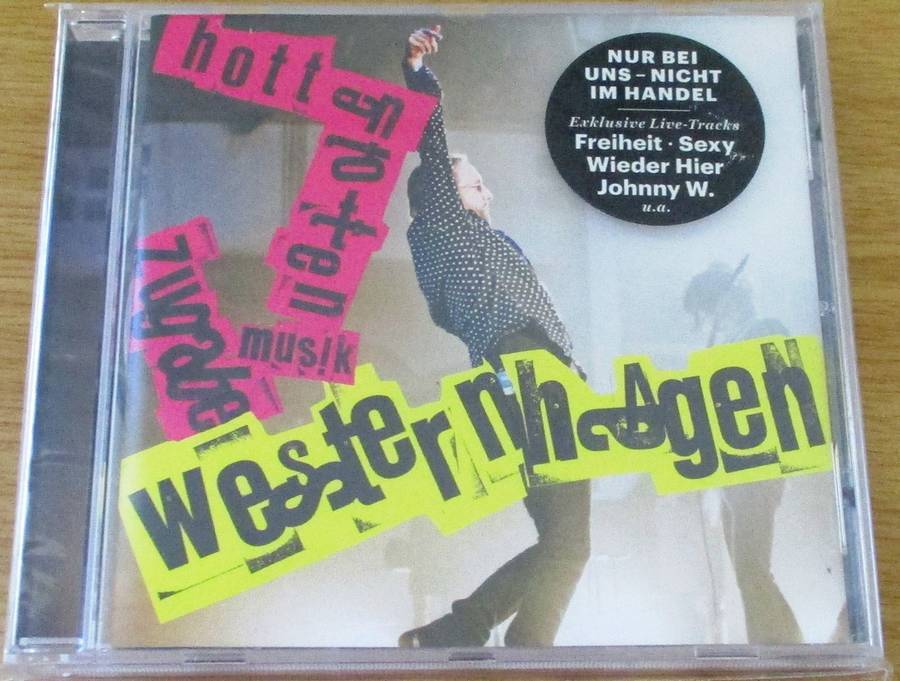 hottentotten
musik
zugabe
westernhagen
NUR BEI
UNS – NICHT
IM HANDEL
Exklusive Live-Tracks
Freiheit · Sexy
Wieder Hier
Johnny W.
u.a.